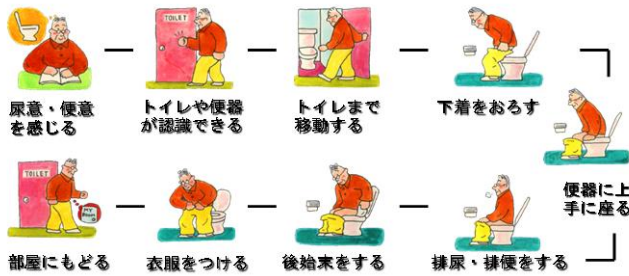 TOILET
尿意・便意
を感じる
トイレや便器
が認識できる
トイレまで
移動する
下着をおろす
便器に上
手に座る
排尿・排便をする
後始末をする
衣服をつける
TOILET
MY
Room
部屋にもどる